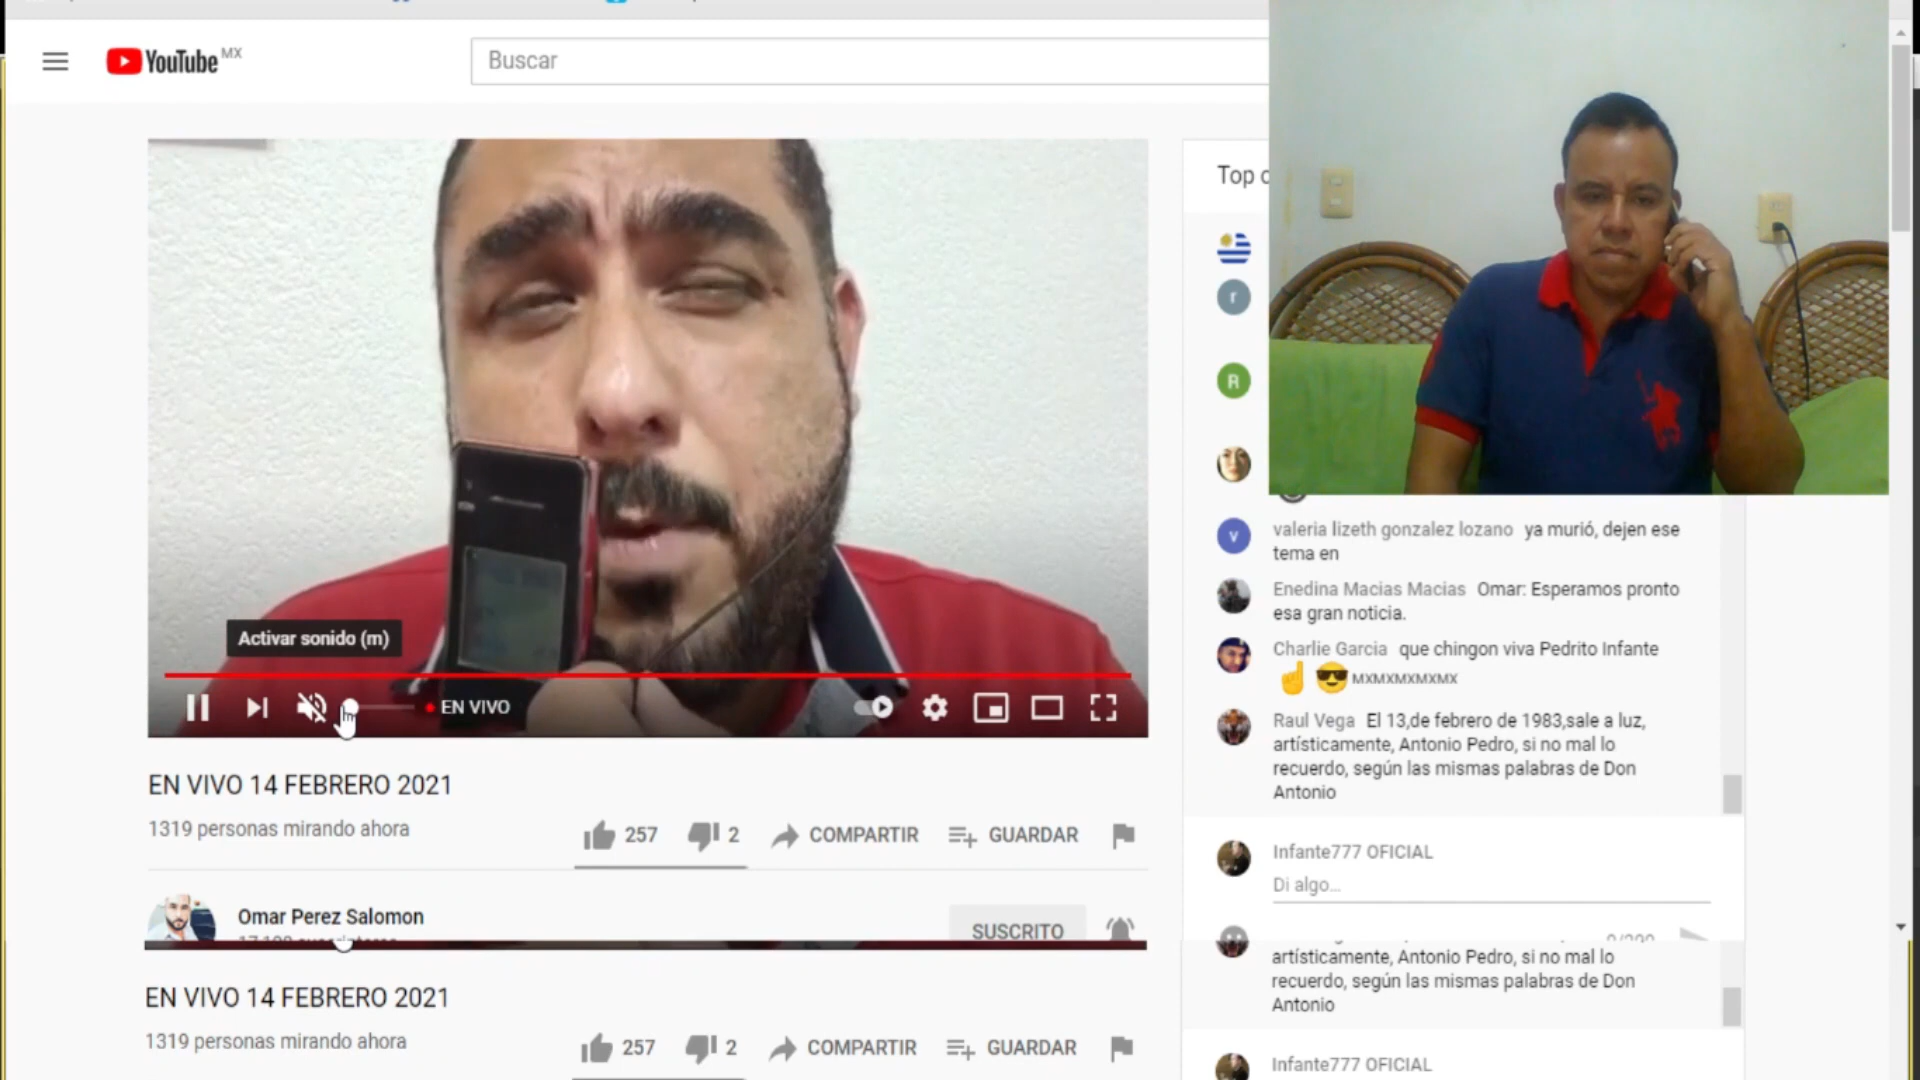 YouTube MX
Buscar
Top
valeria lizeth gonzalez lozano ya murió, dejen ese
tema en
Enedina Macias Macias Omar: Esperamos pronto
esa gran noticia.
Charlie Garcia que chingon viva Pedrito Infante
☝😎MXMXMXMXMX
Raul Vega El 13,de febrero de 1983,sale a luz,
artísticamente, Antonio Pedro, si no mal lo
recuerdo, según las mismas palabras de Don
Antonio
Infante777 OFICIAL
Di algo...
Activar sonido (m)
EN VIVO
EN VIVO 14 FEBRERO 2021
1319 personas mirando ahora
257
2
COMPARTIR
GUARDAR
Omar Perez Salomon
SUSCRITO
artísticamente, Antonio Pedro, si no mal lo
recuerdo, según las mismas palabras de Don
Antonio
EN VIVO 14 FEBRERO 2021
1319 personas mirando ahora
257
2
COMPARTIR
GUARDAR
Infante777 OFICIAL